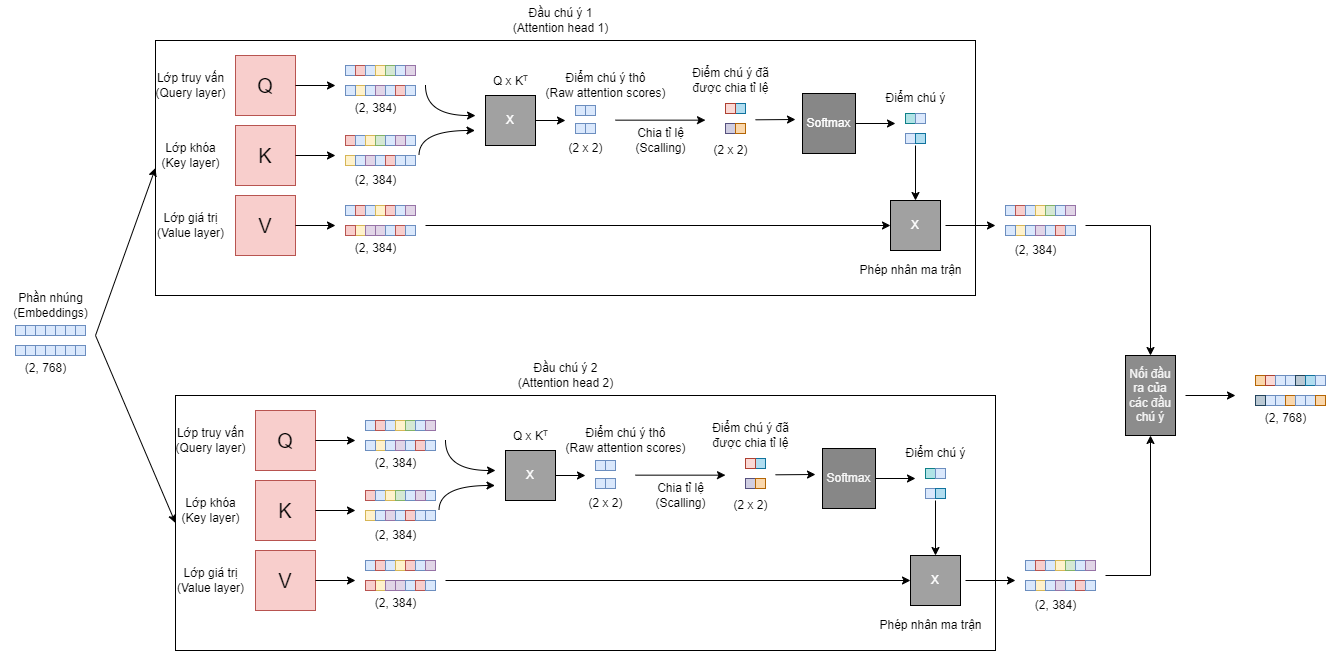 Đầu chú ý 1
(Attention head 1)
Lớp truy vấn
(Query layer)
Q
(2, 384)
Q x Kᵀ
X
Điểm chú ý thô
(Raw attention scores)
(2 x 2)
Chia tỉ lệ
(Scalling)
Điểm chú ý đã
được chia tỉ lệ
(2 x 2)
Softmax
Điểm chú ý
Lớp khóa
(Key layer)
K
(2, 384)
Lớp giá trị
(Value layer)
V
(2, 384)
X
Phép nhân ma trận
(2, 384)
Phần nhúng
(Embeddings)
(2, 768)
Đầu chú ý 2
(Attention head 2)
Lớp truy vấn
(Query layer)
Q
(2, 384)
Q x Kᵀ
X
Điểm chú ý thô
(Raw attention scores)
(2 x 2)
Chia tỉ lệ
(Scalling)
Điểm chú ý đã
được chia tỉ lệ
(2 x 2)
Softmax
Điểm chú ý
Lớp khóa
(Key layer)
K
(2, 384)
Lớp giá trị
(Value layer)
V
(2, 384)
X
Phép nhân ma trận
(2, 384)
Nối đầu
ra của
các đầu
chú ý
(2, 768)